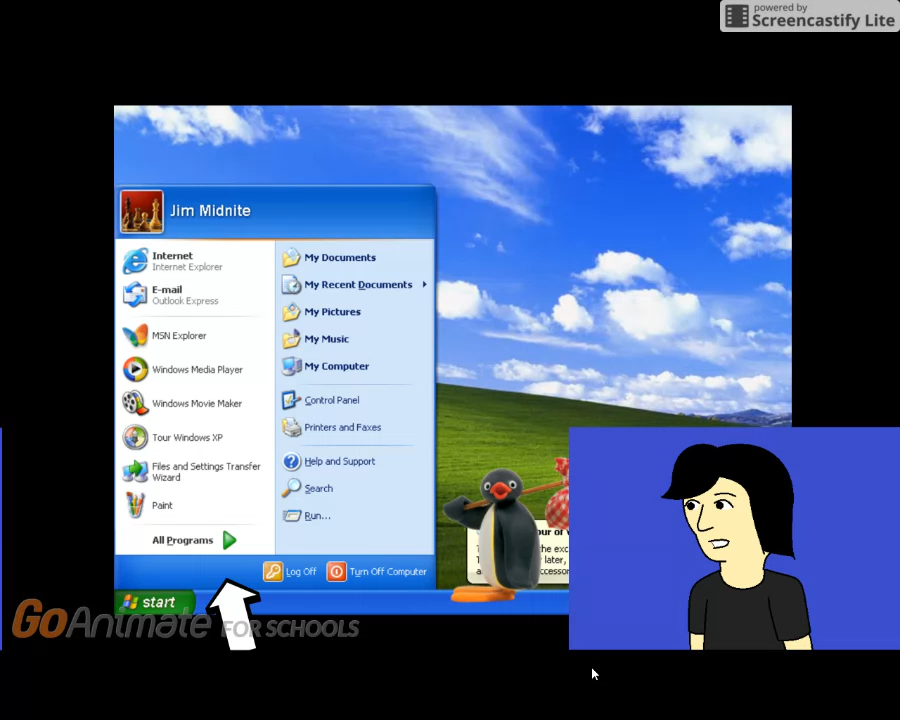 powered by
Screencastify Lite
Jim Midnite
Internet
Internet Explorer
E-mail
Outlook Express
MSN Explorer
Windows Media Player
Windows Movie Maker
Tour Windows XP
Files and Settings Transfer
Wizard
Paint
All Programs
My Documents
My Recent Documents
My Pictures
My Music
My Computer
Control Panel
Printers and Faxes
Help and Support
Search
Run...
Log Off
Turn Off Computer
start
the exc
later,
GoAnimate FOR SCHOOLS